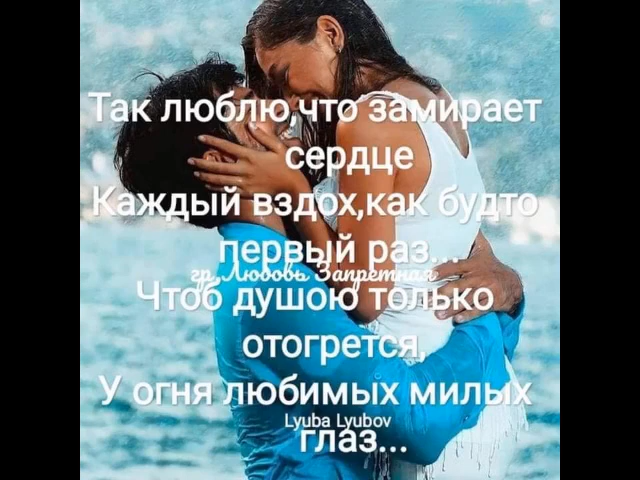 Так люблю,что замирает
сердце
Каждый вздох,как будто
первый раз...
гр.Любовь Запретная
Чтоб душою только
отогрется,
У огня любимых милых
Lyuba Lyubov
глаз...